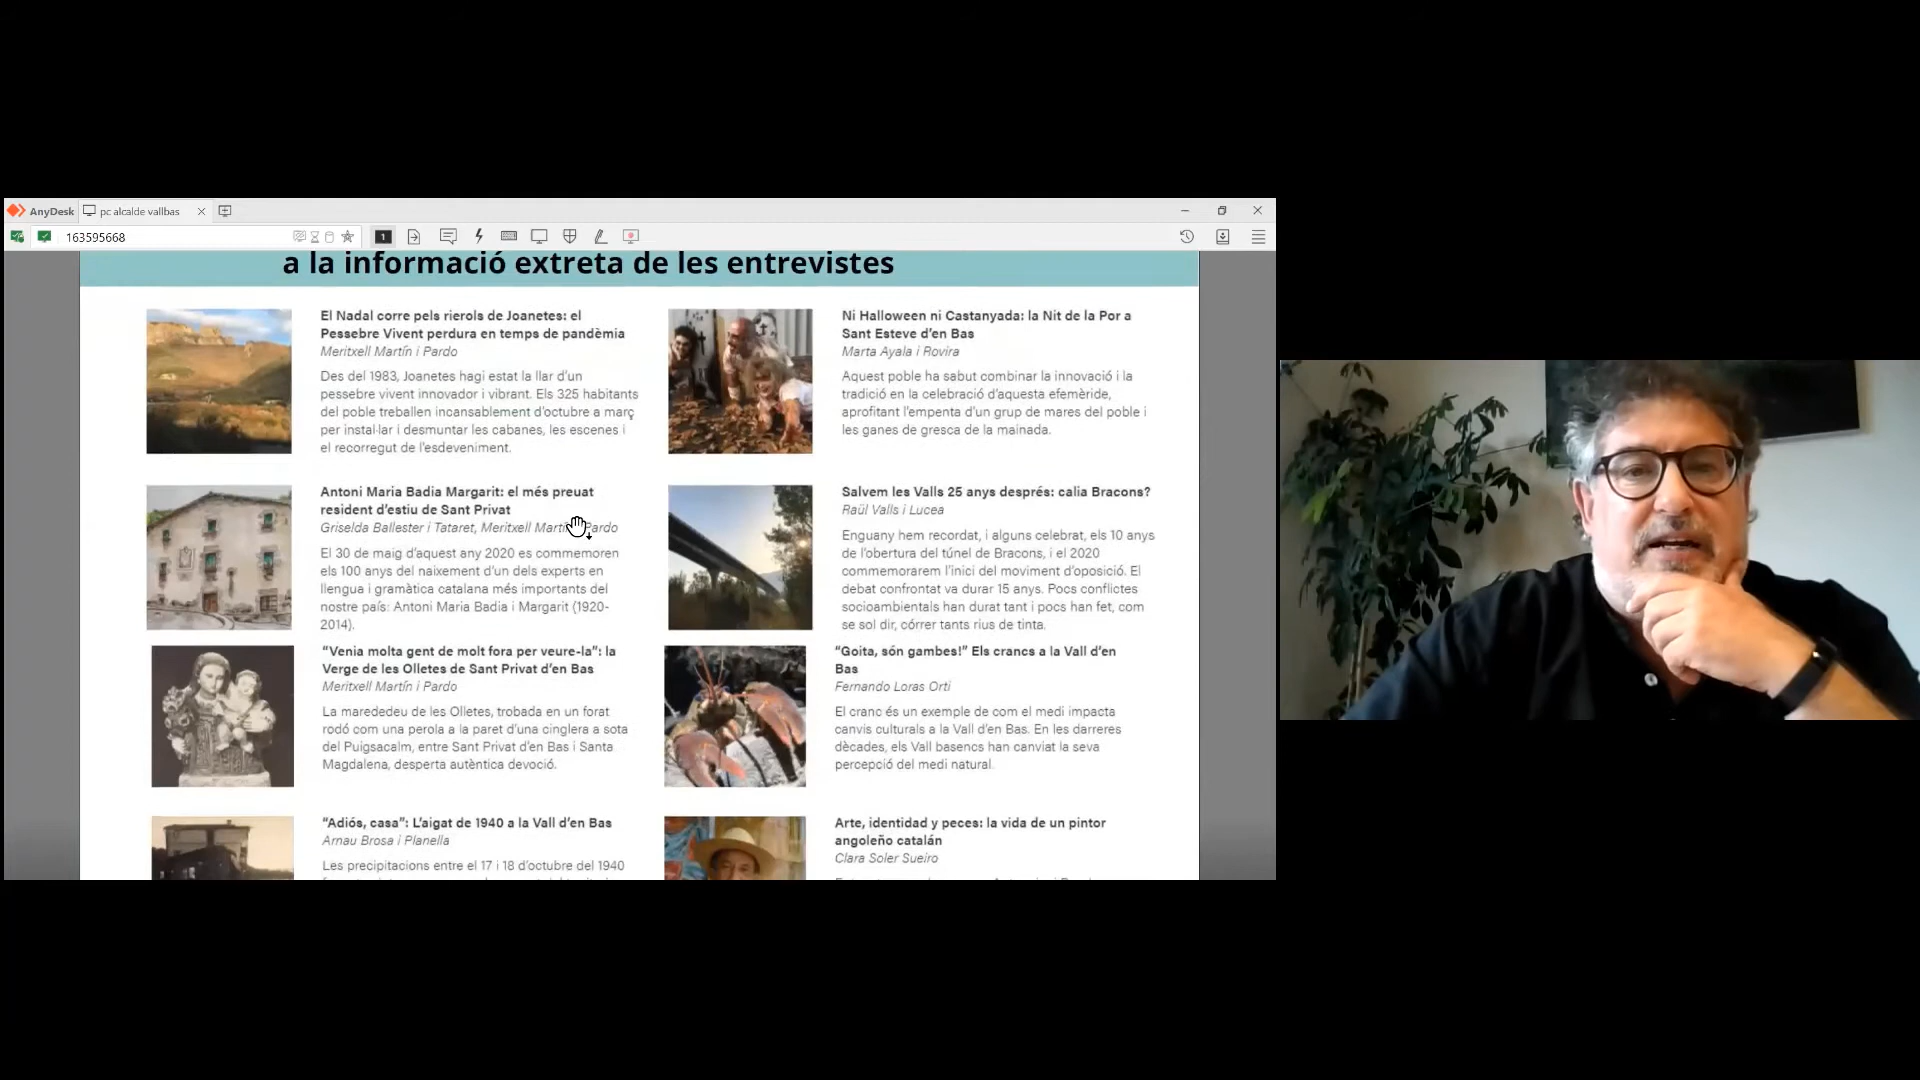 AnyDesk
pc alcalde vallbas
163595668
1
a la informació extreta de les entrevistes
El Nadal corre pels rierols de Joanetes: el
Pessebre Vivent perdura en temps de pandèmia
Meritxell Martín i Pardo
Des del 1983, Joanetes hagi estat la llar d'un
pessebre vivent innovador i vibrant. Els 325 habitants
del poble treballen incansablement d'octubre a març
per instal·lar i desmuntar les cabanes, les escenes i
el recorregut de l'esdeveniment.
Ni Halloween ni Castanyada: la Nit de la Por a
Sant Esteve d'en Bas
Marta Ayala i Rovira
Aquest poble ha sabut combinar la innovació i la
tradició en la celebració d'aquesta efemèride,
aprofitant l'empenta d'un grup de mares del poble i
les ganes de gresca de la mainada.
Antoni Maria Badia Margarit: el més preuat
resident d'estiu de Sant Privat
Griselda Ballester i Tataret, Meritxell Martí Pardo
El 30 de maig d'aquest any 2020 es commemoren
els 100 anys del naixement d'un dels experts en
llengua i gramàtica catalana més importants del
nostre país: Antoni Maria Badia i Margarit (1920-
2014).
Salvem les Valls 25 anys després: calia Bracons?
Raül Valls i Lucea
Enguany hem recordat, i alguns celebrat, els 10 anys
de l'obertura del túnel de Bracons, i el 2020
commemorarem l'inici del moviment d'oposició. El
debat confrontat va durar 15 anys. Pocs conflictes
socioambientals han durat tant i pocs han fet, com
se sol dir, córrer tants rius de tinta.
"Venia molta gent de molt fora per veure-la": la
Verge de les Olletes de Sant Privat d'en Bas
Meritxell Martín i Pardo
La marededeu de les Olletes, trobada en un forat
rodó com una perola a la paret d'una cinglera a sota
del Puigsacalm, entre Sant Privat d'en Bas i Santa
Magdalena, desperta autèntica devoció.
"Goita, són gambes!" Els crancs a la Vall d'en
Bas
Fernando Loras Orti
El cranc és un exemple de com el medi impacta
canvis culturals a la Vall d'en Bas. En les darreres
dècades, els Vall basencs han canviat la seva
percepció del medi natural.
"Adiós, casa": L'aigat de 1940 a la Vall d'en Bas
Arnau Brosa i Planella
Les precipitacions entre el 17 i 18 d'octubre del 1940
Arte, identidad y peces: la vida de un pintor
angoleño catalán
Clara Soler Sueiro